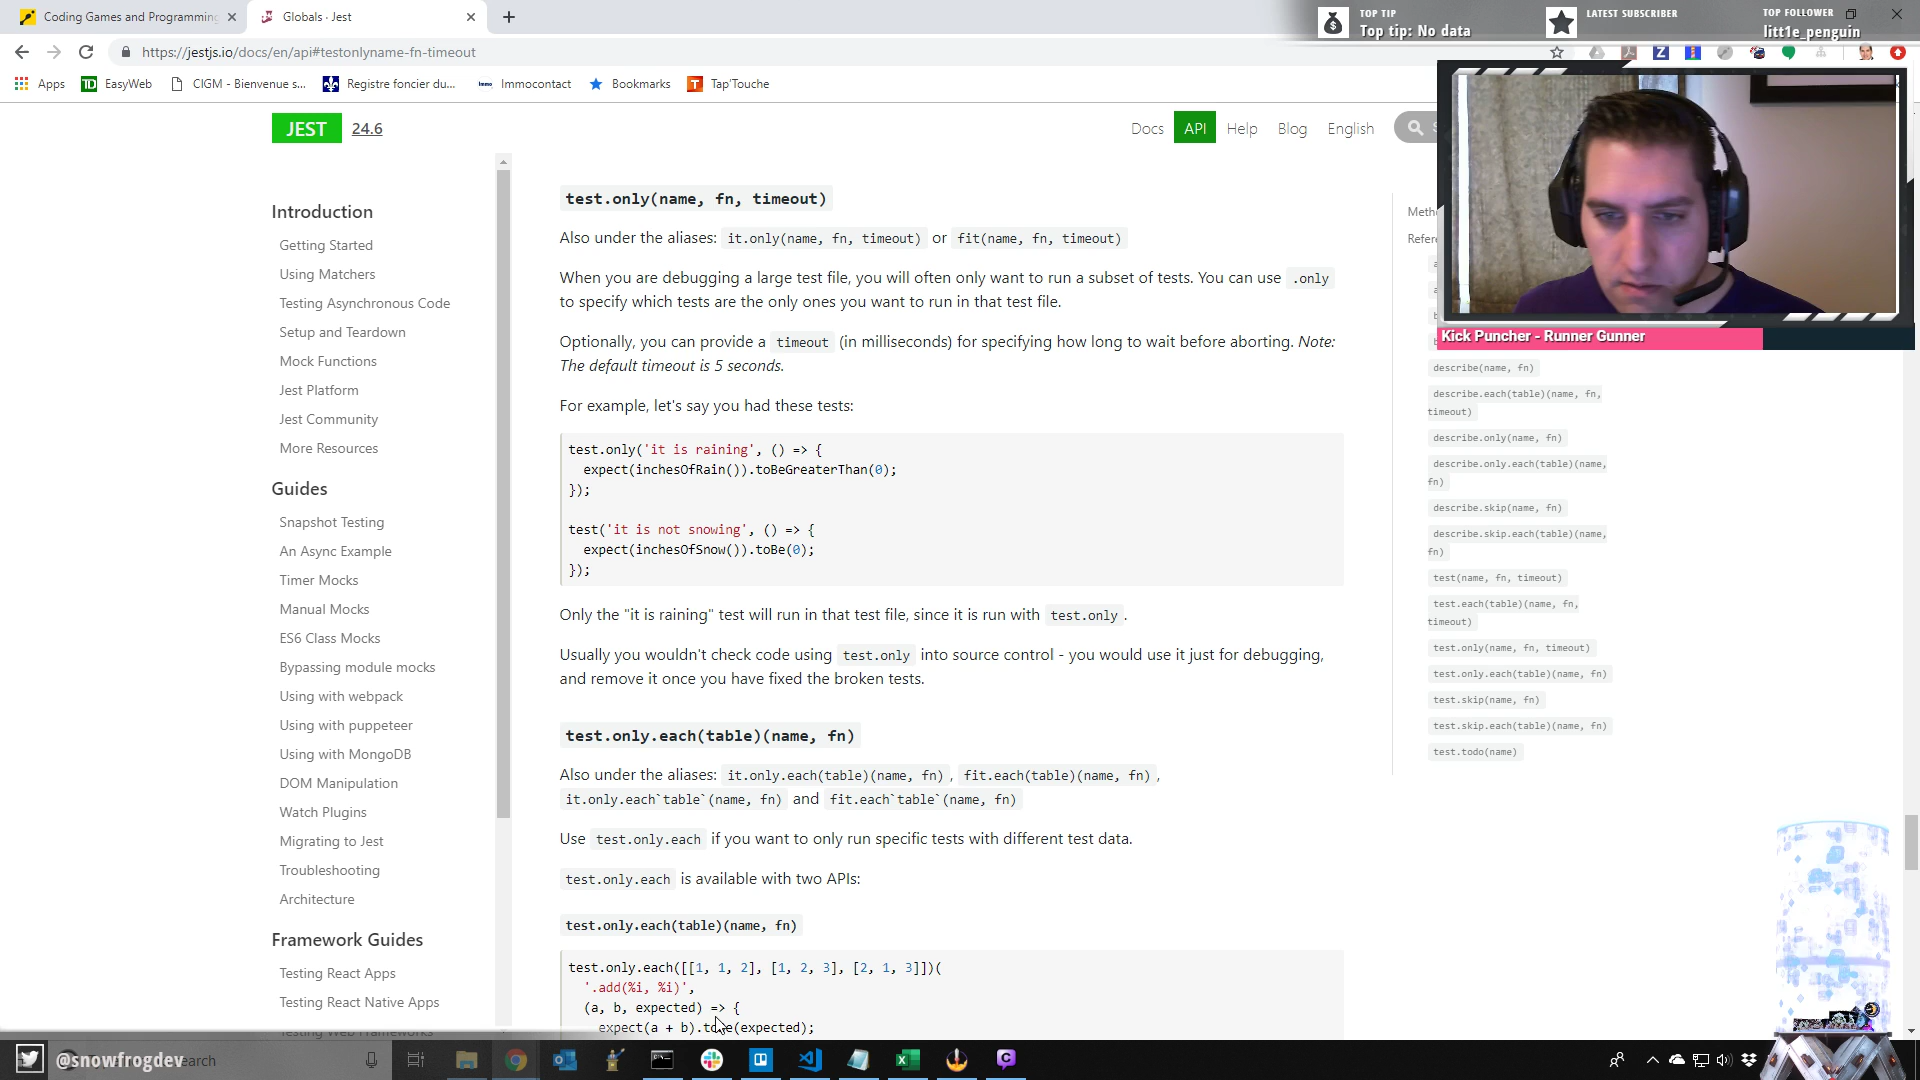 Coding Games and Programming
Globals · Jest
TOP TIP
Top tip: No data
LATEST SUBSCRIBER
TOP FOLLOWER
litt1e_penguin
https://jestjs.io/docs/en/api#testonlyname-fn-timeout
Apps
EasyWeb
CIGM - Bienvenue s...
Registre foncier du...
Immocontact
Bookmarks
Tap'Touche
JEST 24.6
Docs
API
Help
Blog
English
Introduction
Getting Started
Using Matchers
Testing Asynchronous Code
Setup and Teardown
Mock Functions
Jest Platform
Jest Community
More Resources
Guides
Snapshot Testing
An Async Example
Timer Mocks
Manual Mocks
ES6 Class Mocks
Bypassing module mocks
Using with webpack
Using with puppeteer
Using with MongoDB
DOM Manipulation
Watch Plugins
Migrating to Jest
Troubleshooting
Architecture
Framework Guides
Testing React Apps
Testing React Native Apps
Testing Web Frameworks
test.only(name, fn, timeout)
Also under the aliases: it.only(name, fn, timeout) or fit(name, fn, timeout)
When you are debugging a large test file, you will often only want to run a subset of tests. You can use .only
to specify which tests are the only ones you want to run in that test file.
Optionally, you can provide a timeout (in milliseconds) for specifying how long to wait before aborting. Note:
The default timeout is 5 seconds.
For example, let's say you had these tests:
test.only('it is raining', () => {
expect(inchesOfRain()).toBeGreaterThan(0);
});
test('it is not snowing', () => {
expect(inchesOfSnow()).toBe(0);
});
Only the "it is raining" test will run in that test file, since it is run with test.only .
Usually you wouldn't check code using test.only into source control - you would use it just for debugging,
and remove it once you have fixed the broken tests.
test.only.each(table)(name, fn)
Also under the aliases: it.only.each(table)(name, fn) , fit.each(table)(name, fn) ,
it.only.each`table`(name, fn) and fit.each`table`(name, fn)
Use test.only.each if you want to only run specific tests with different test data.
test.only.each is available with two APIs:
test.only.each(table)(name, fn)
test.only.each([[1, 1, 2], [1, 2, 3], [2, 1, 3]])(
'.add(%i, %i)',
(a, b, expected) => {
expect(a + b).toBe(expected);
Kick Puncher - Runner Gunner
describe(name, fn)
describe.each(table)(name, fn,
timeout)
describe.only(name, fn)
describe.only.each(table)(name,
fn)
describe.skip(name, fn)
describe.skip.each(table)(name,
fn)
test(name, fn, timeout)
test.each(table)(name, fn,
timeout)
test.only(name, fn, timeout)
test.only.each(table)(name, fn)
test.skip(name, fn)
test.skip.each(table)(name, fn)
test.todo(name)
@snowfrogdev